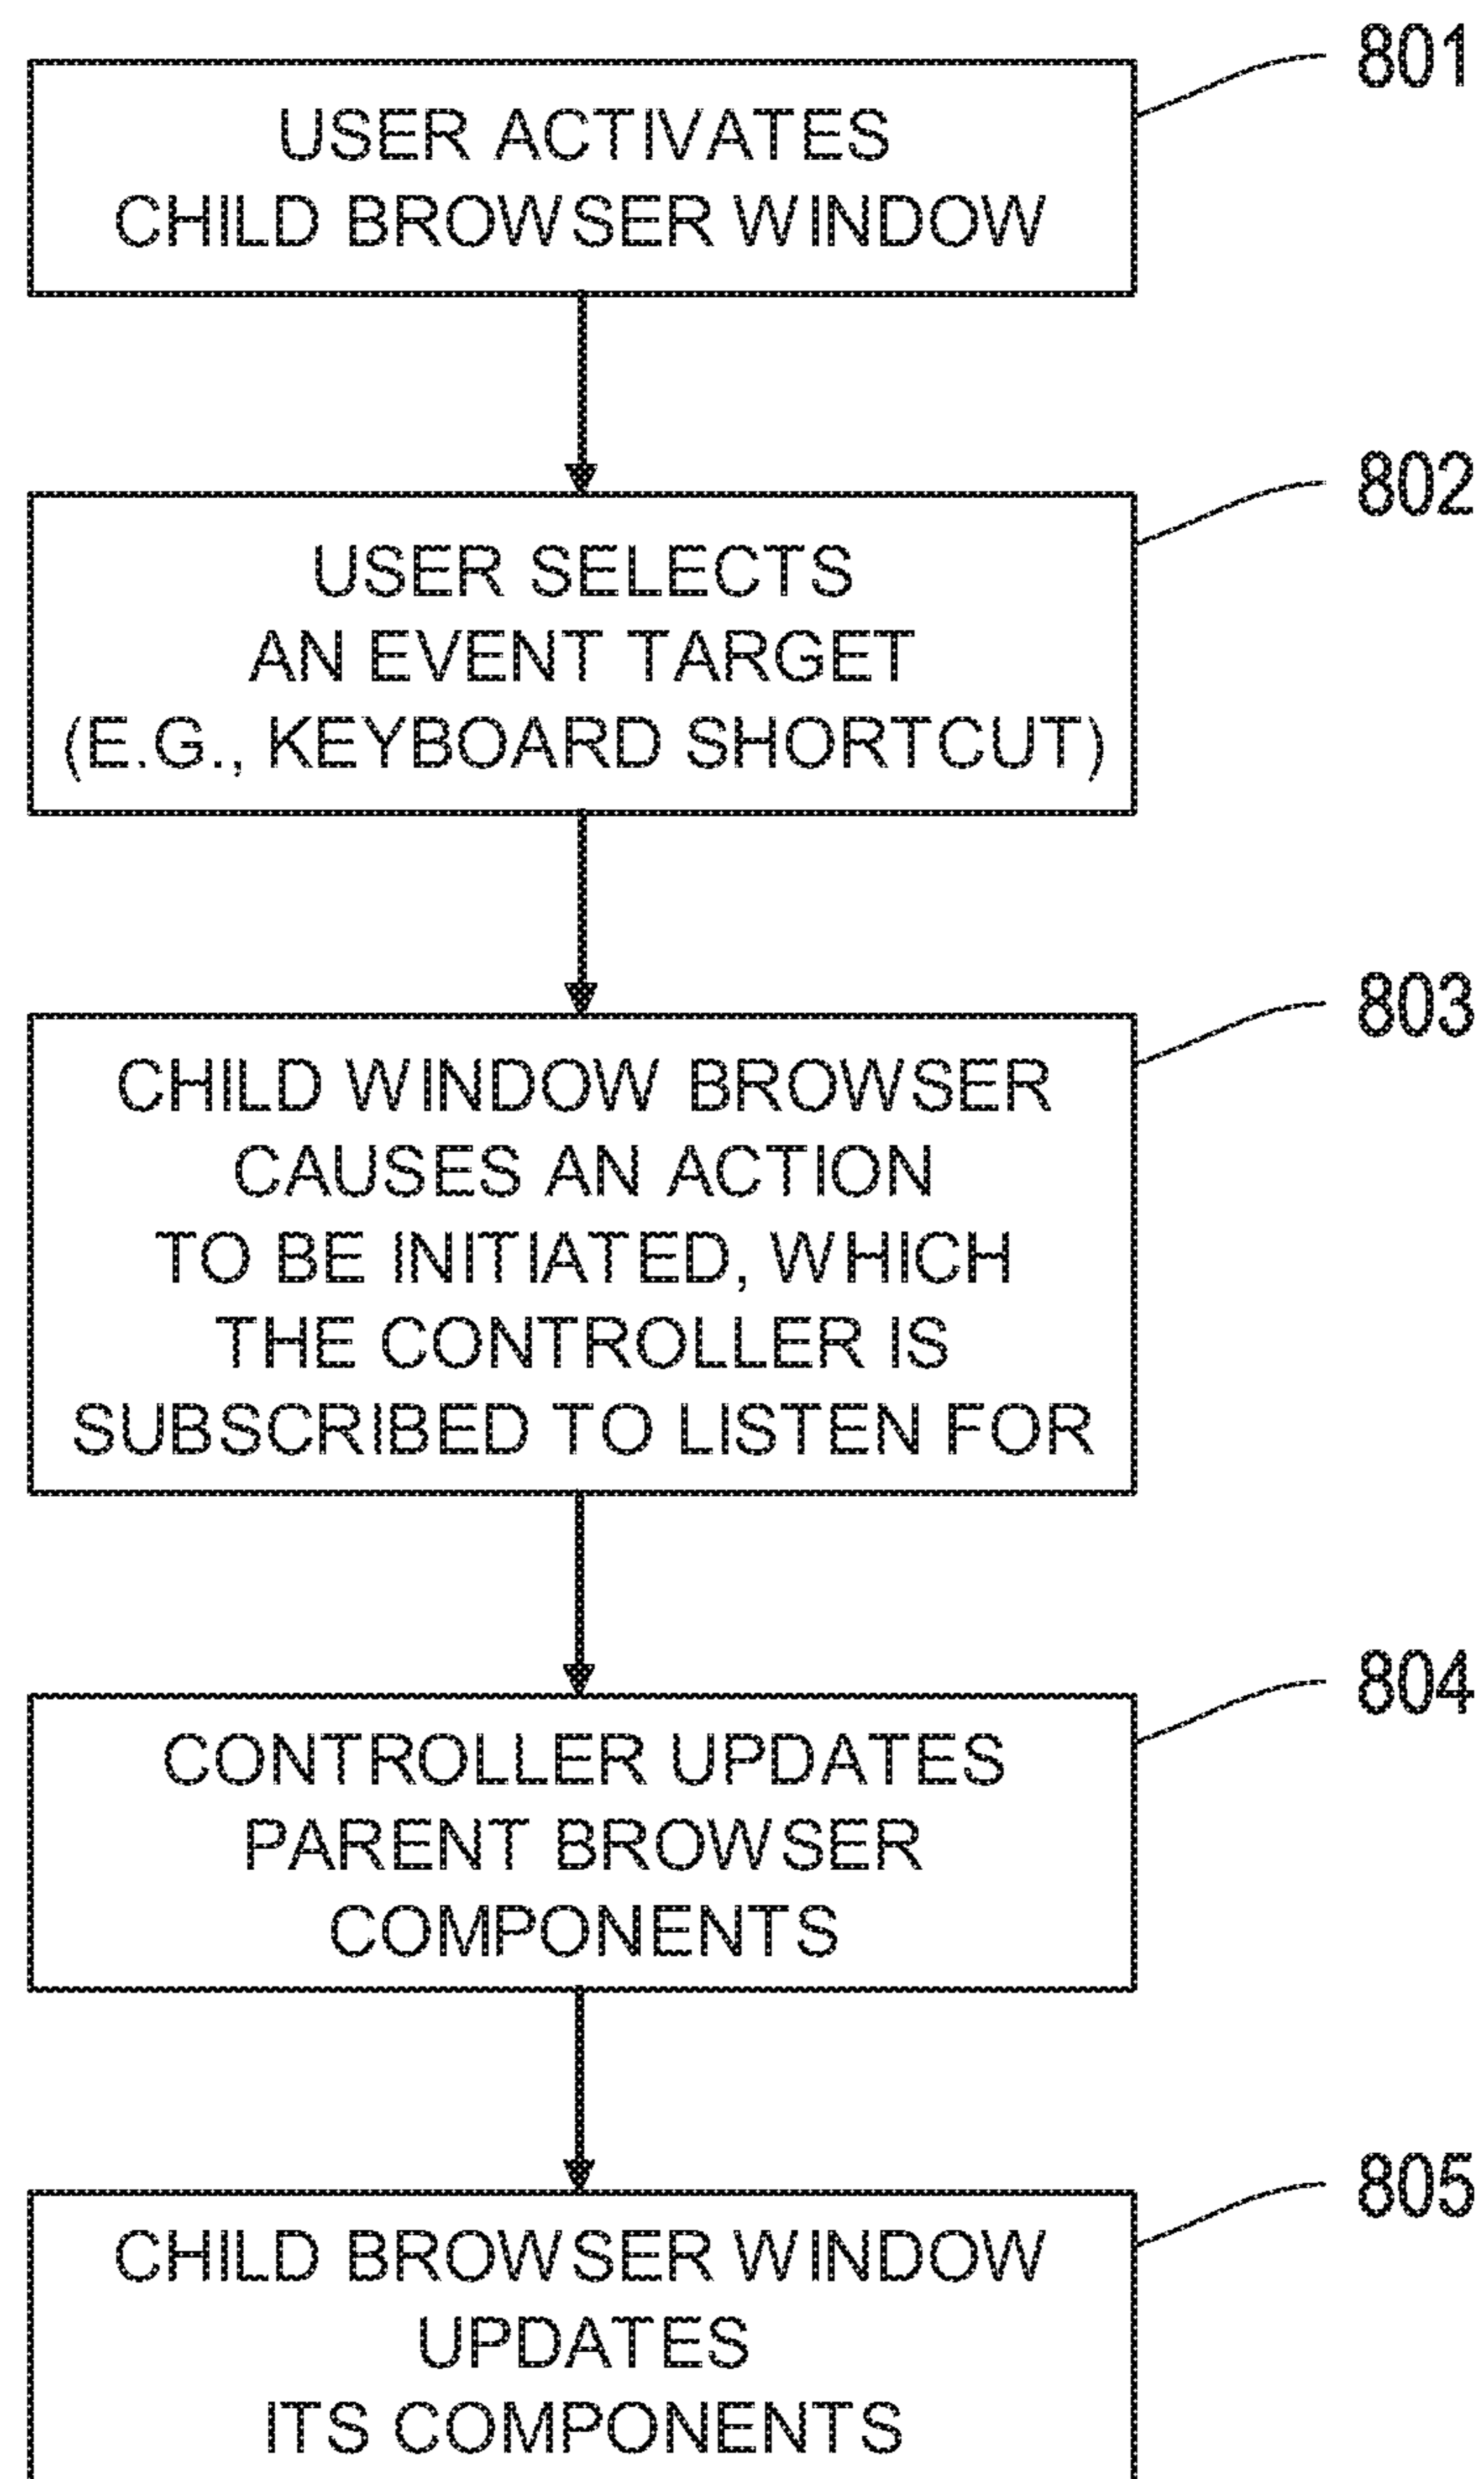 801
USER ACTIVATES
CHILD BROWSER WINDOW
802
USER SELECTS
AN EVENT TARGET
(E.G., KEYBOARD SHORTCUT)
803
CHILD WINDOW BROWSER
CAUSES AN ACTION
TO BE INITIATED, WHICH
THE CONTROLLER IS
SUBSCRIBED TO LISTEN FOR
804
CONTROLLER UPDATES
PARENT BROWSER
COMPONENTS
805
CHILD BROWSER WINDOW
UPDATES
ITS COMPONENTS